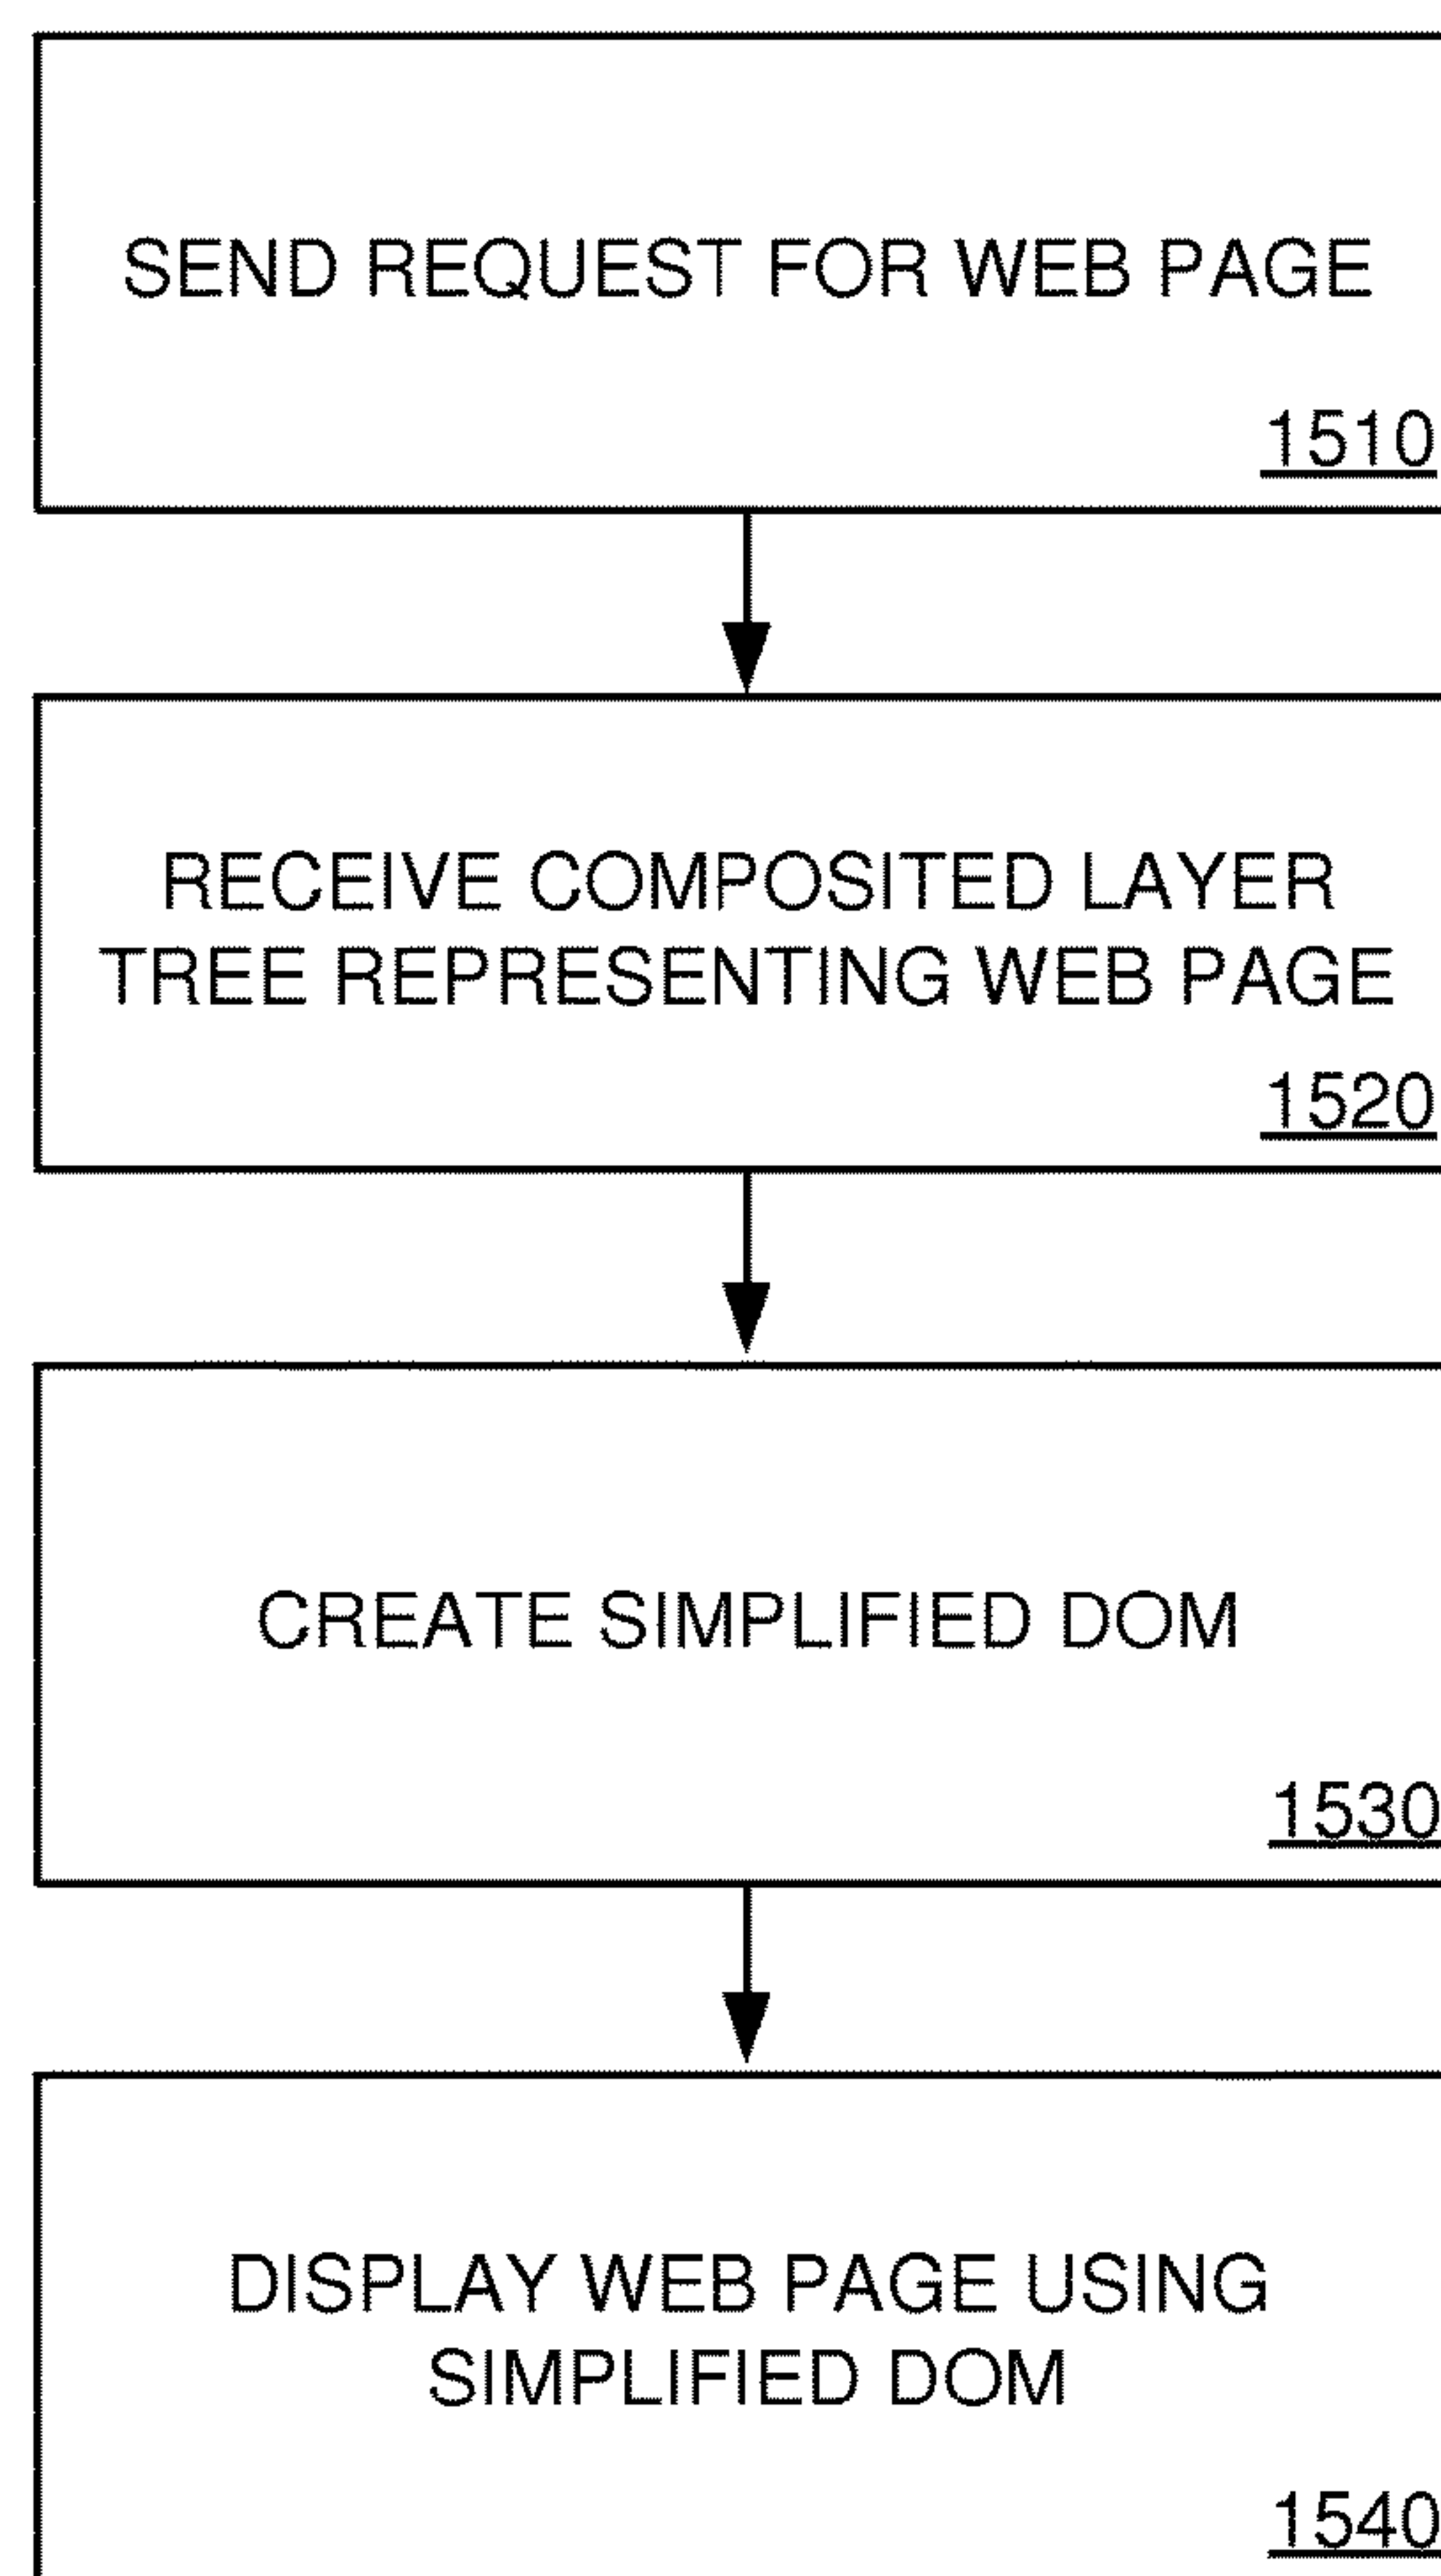 SEND REQUEST FOR WEB PAGE
1510
RECEIVE COMPOSITED LAYER
TREE REPRESENTING WEB PAGE
1520
CREATE SIMPLIFIED DOM
1530
DISPLAY WEB PAGE USING
SIMPLIFIED DOM
1540